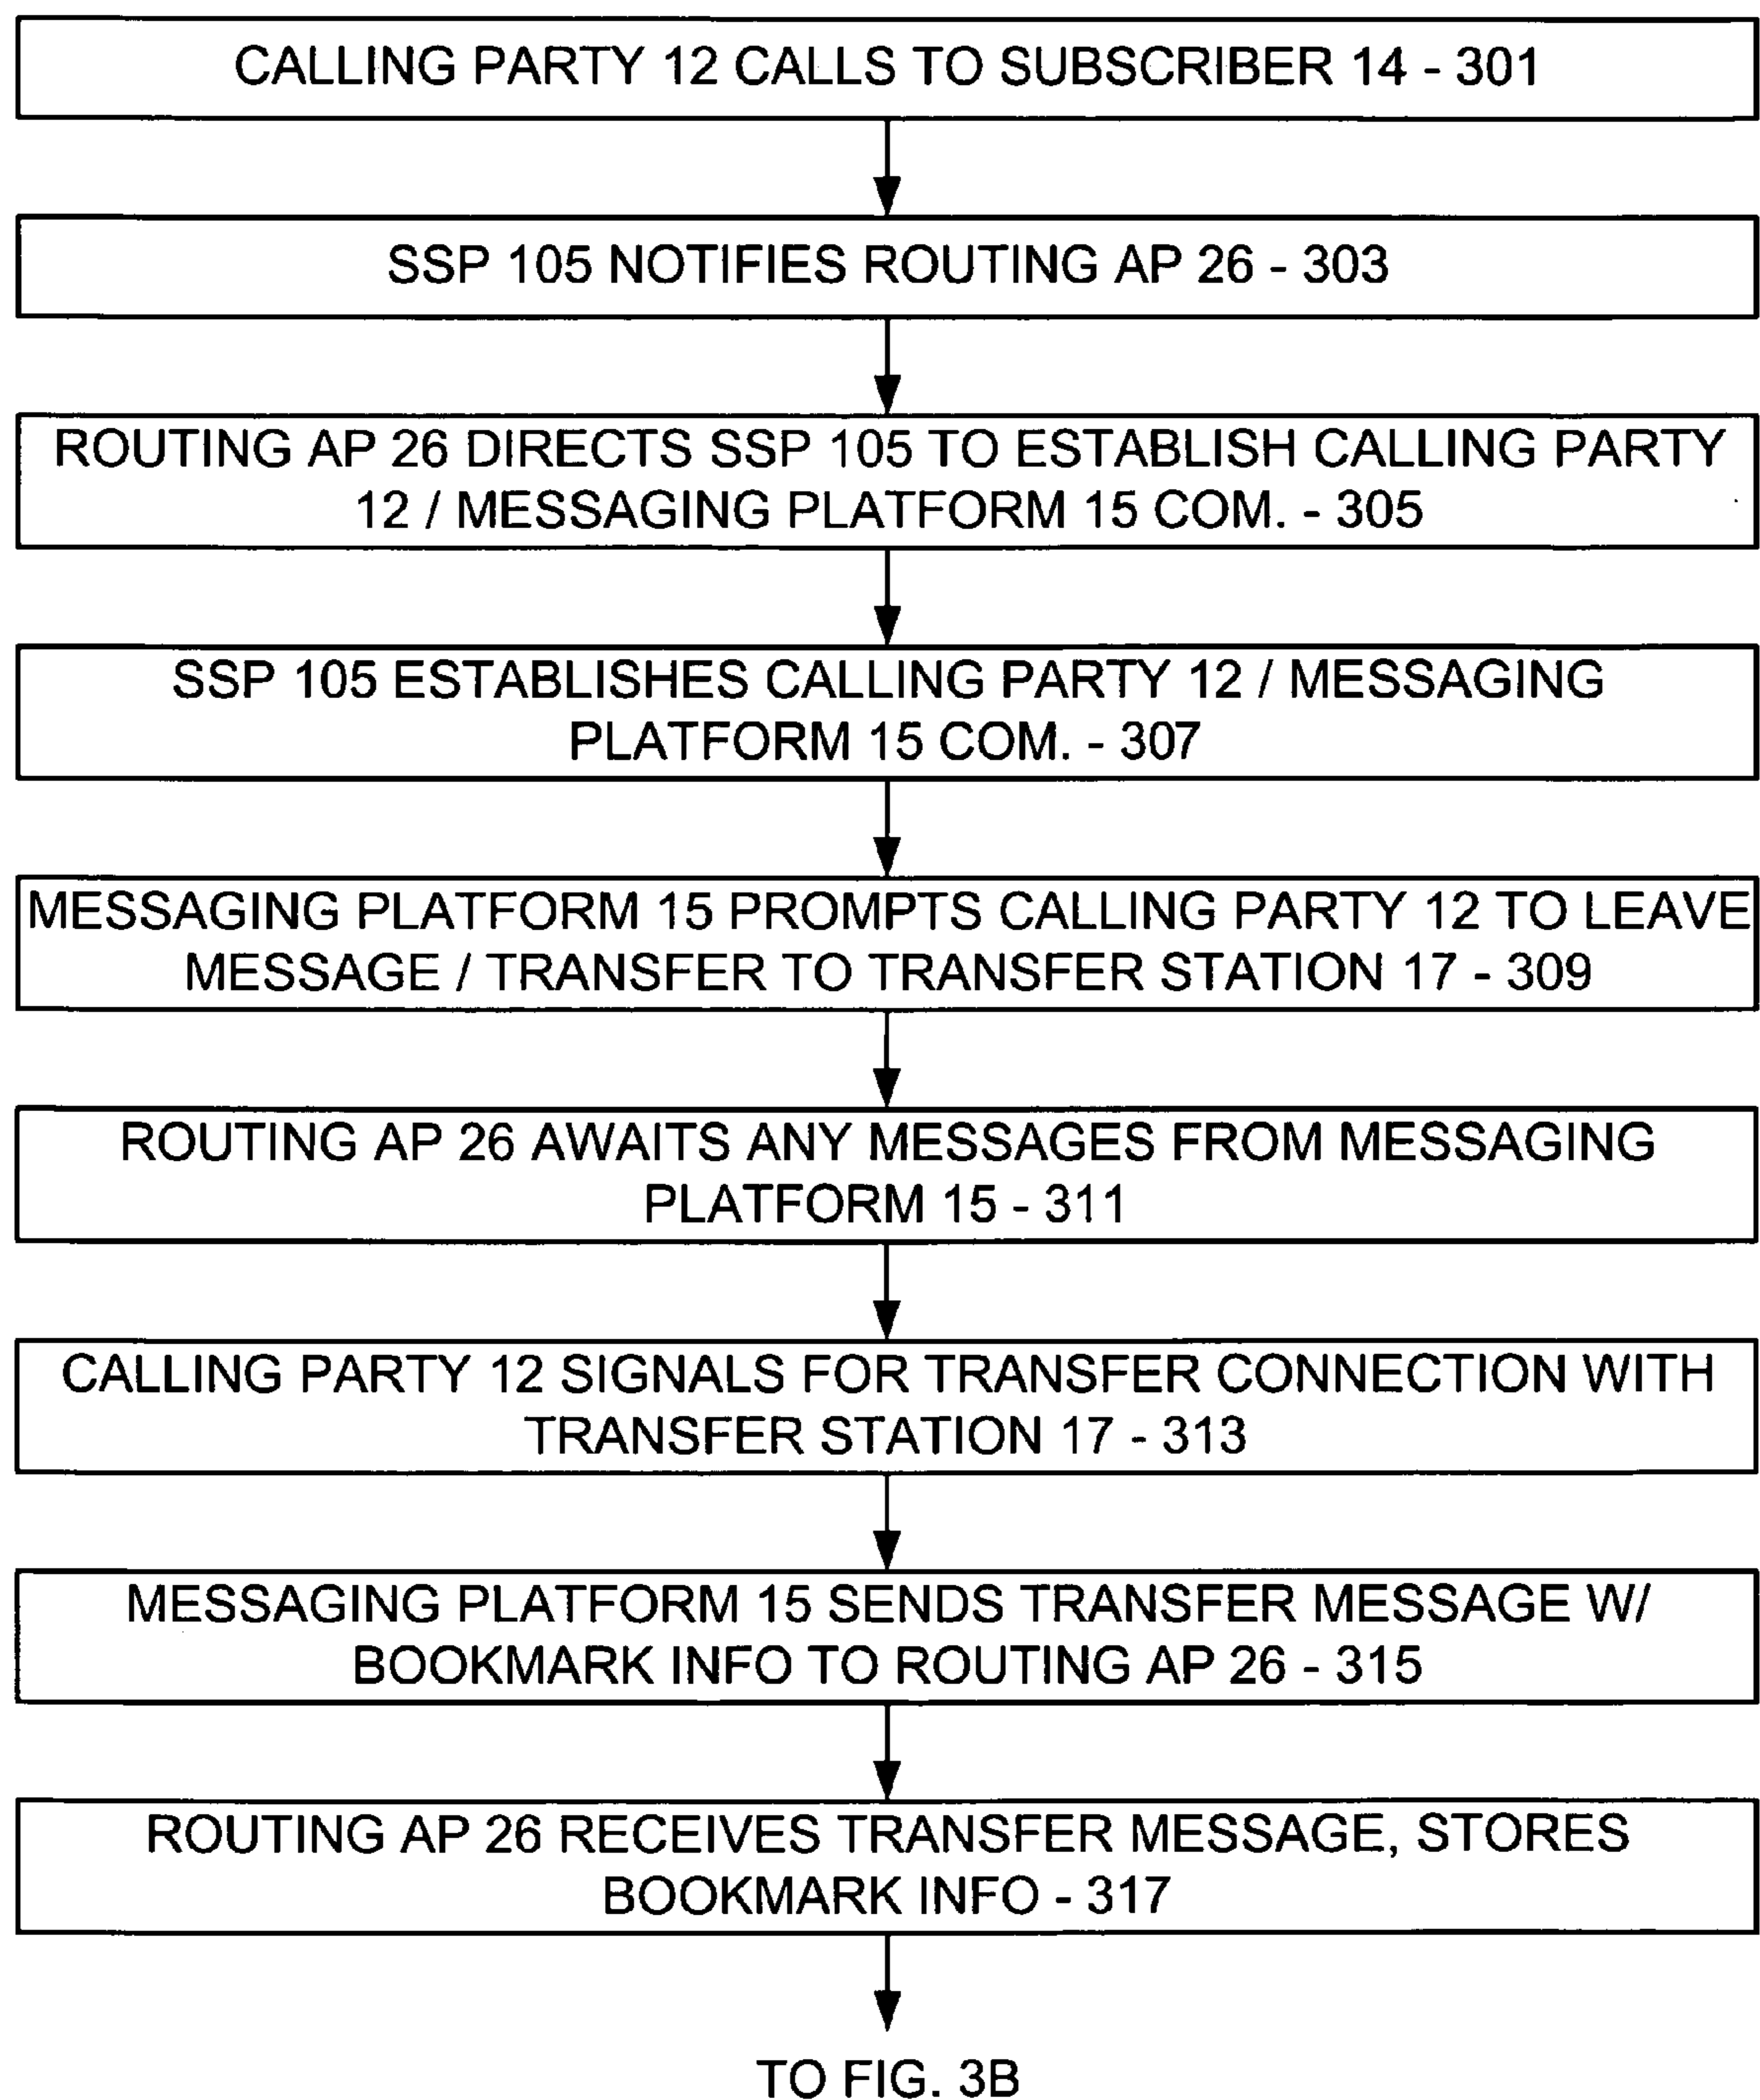 CALLING PARTY 12 CALLS TO SUBSCRIBER 14 - 301
SSP 105 NOTIFIES ROUTING AP 26 - 303
ROUTING AP 26 DIRECTS SSP 105 TO ESTABLISH CALLING PARTY
12 / MESSAGING PLATFORM 15 COM. - 305
SSP 105 ESTABLISHES CALLING PARTY 12 / MESSAGING
PLATFORM 15 COM. - 307
MESSAGING PLATFORM 15 PROMPTS CALLING PARTY 12 TO LEAVE
MESSAGE / TRANSFER TO TRANSFER STATION 17 - 309
ROUTING AP 26 AWAITS ANY MESSAGES FROM MESSAGING
PLATFORM 15 - 311
CALLING PARTY 12 SIGNALS FOR TRANSFER CONNECTION WITH
TRANSFER STATION 17 - 313
MESSAGING PLATFORM 15 SENDS TRANSFER MESSAGE W/
BOOKMARK INFO TO ROUTING AP 26 - 315
ROUTING AP 26 RECEIVES TRANSFER MESSAGE, STORES
BOOKMARK INFO - 317
TO FIG. 3B